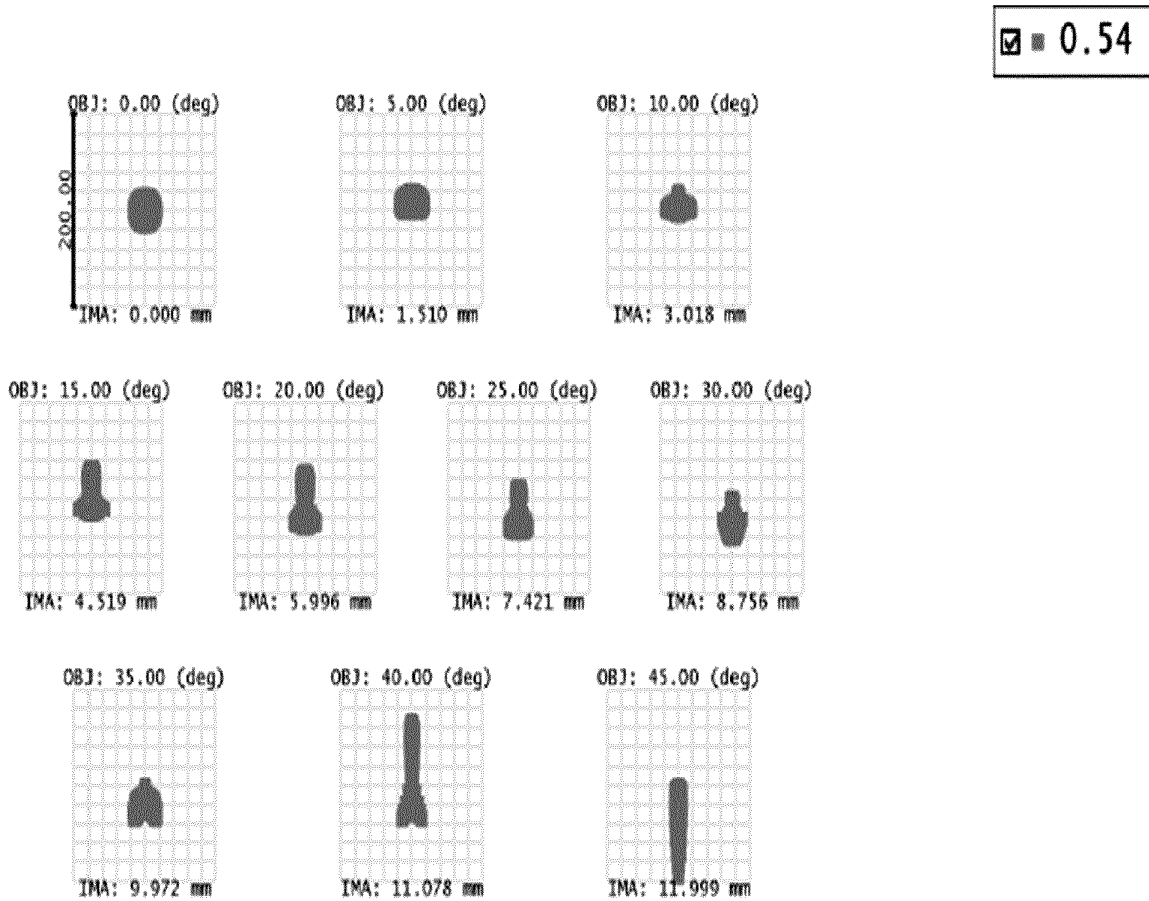 0.54
OBJ: 0.00 (deg) OBJ: 5.00 (deg) OBJ: 10.00 (deg)
200.00
IMA: 0.000 mm IMA: 1.510 mm IMA: 3.018 mm
OBJ: 15.00 (deg) OBJ: 20.00 (deg) OBJ: 25.00 (deg) OBJ: 30.00 (deg)
IMA: 4.519 mm IMA: 5.996 mm IMA: 7.421 mm IMA: 8.756 mm
OBJ: 35.00 (deg) OBJ: 40.00 (deg) OBJ: 45.00 (deg)
IMA: 9.972 mm IMA: 11.078 mm IMA: 11.999 mm